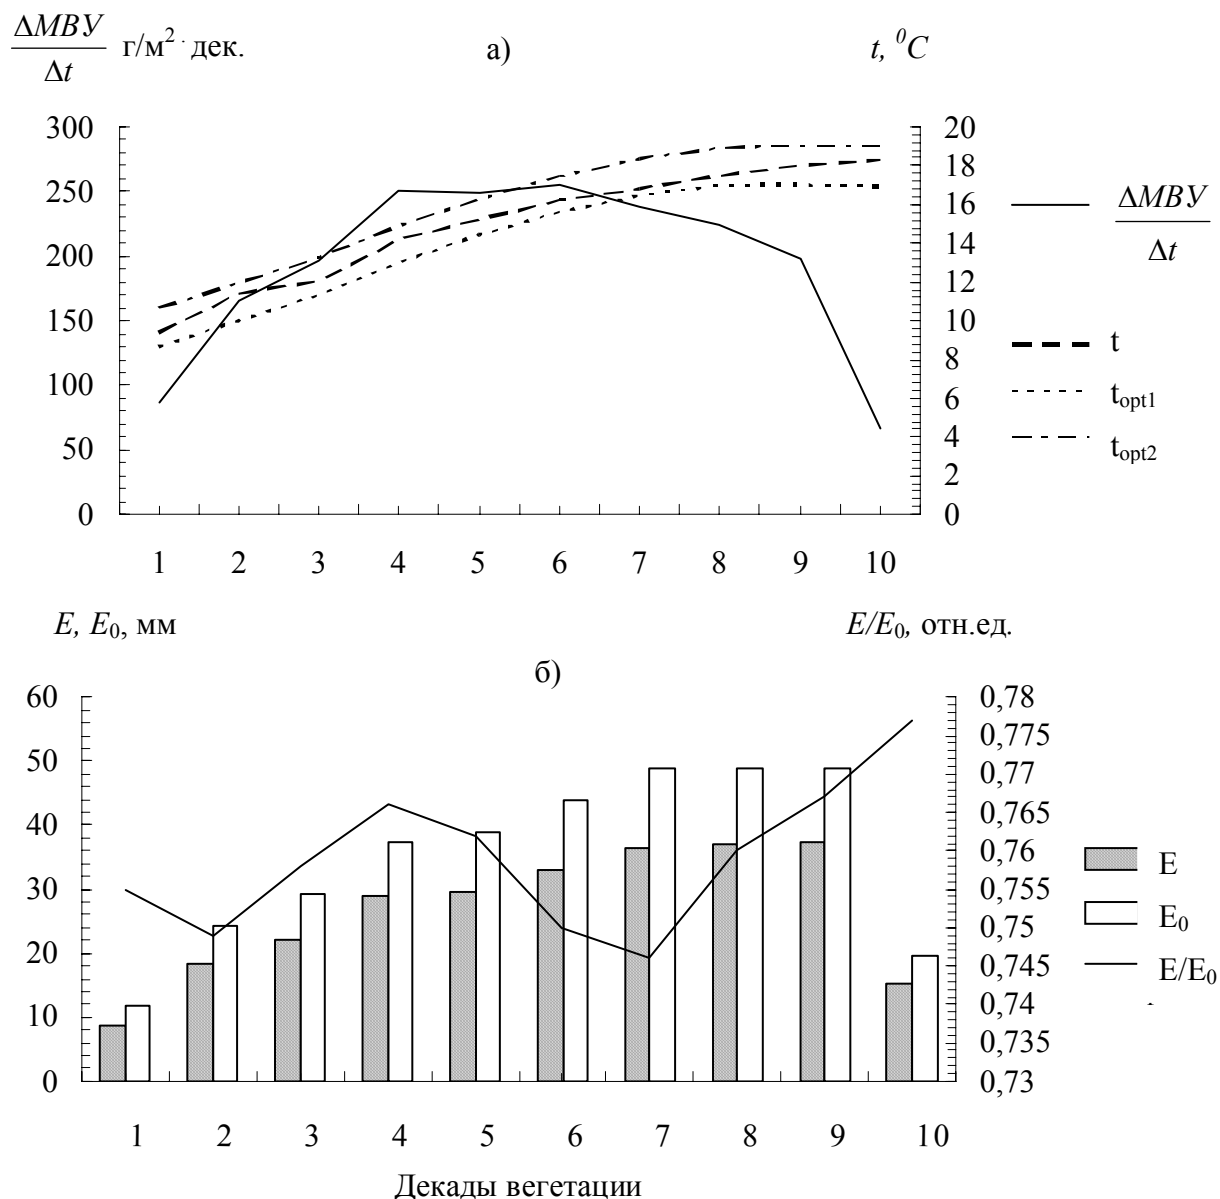 ΔМВУ г/м² · дек. а) t, ⁰C
Δt
300 20
18
250
16 ΔМВУ
14 Δt
200
12
150 10
8 t
100
6 t_opt1
4 t_opt2
50
2
0 0
1 2 3 4 5 6 7 8 9 10
E, E₀, мм E/E₀, отн.ед.
б)
60 0,78
0,775
50 0,77
0,765
40 0,76 E
30 0,755
0,75 E₀
20 0,745 E/E₀
10 0,74
0,735
0 0,73
1 2 3 4 5 6 7 8 9 10
Декады вегетации